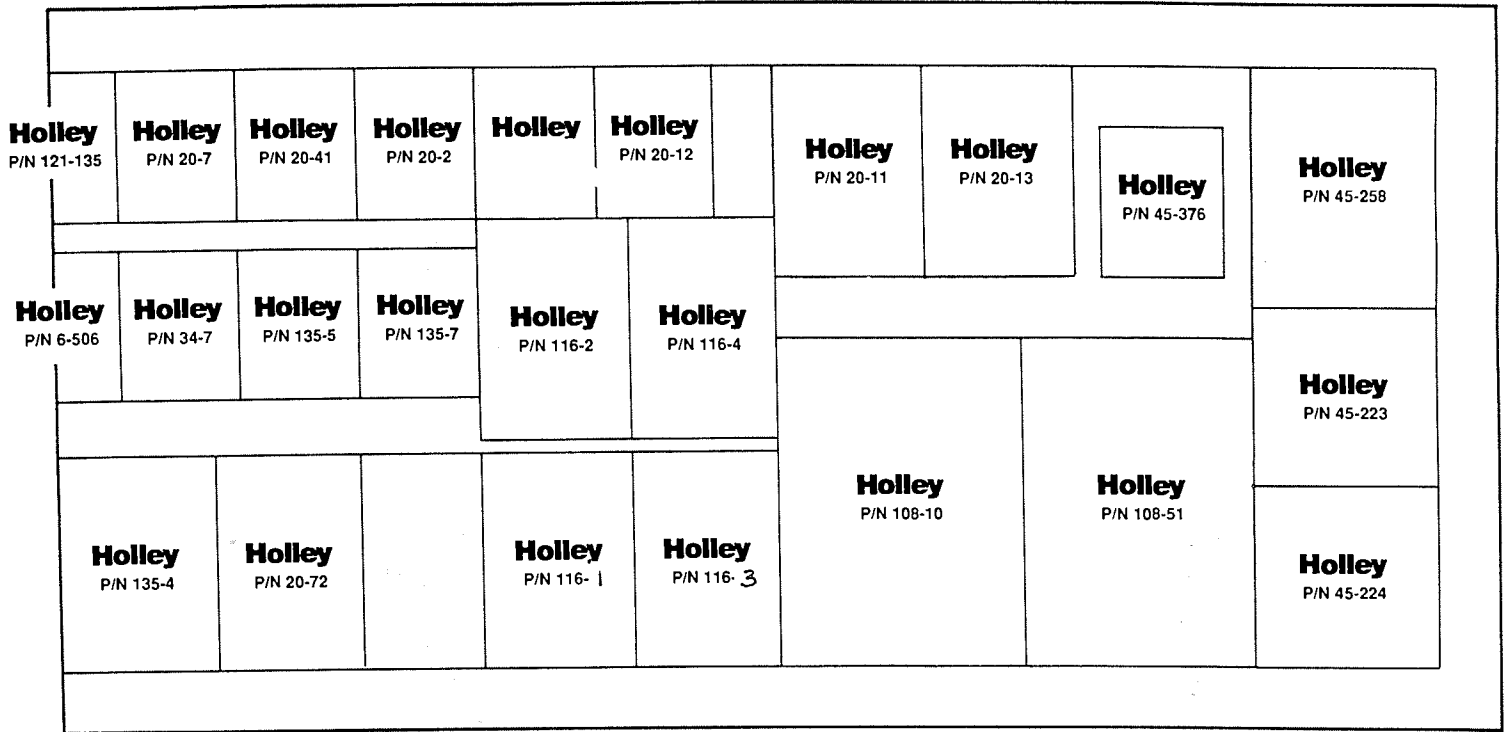 Holley
P/N 121-135
Holley
P/N 20-7
Holley
P/N 20-41
Holley
P/N 20-2
Holley
Holley
P/N 20-12
Holley
P/N 20-11
Holley
P/N 20-13
Holley
P/N 45-376
Holley
P/N 45-258
Holley
P/N 6-506
Holley
P/N 34-7
Holley
P/N 135-5
Holley
P/N 135-7
Holley
P/N 116-2
Holley
P/N 116-4
Holley
P/N 45-223
Holley
P/N 135-4
Holley
P/N 20-72
Holley
P/N 116-1
Holley
P/N 116-3
Holley
P/N 108-10
Holley
P/N 108-51
Holley
P/N 45-224